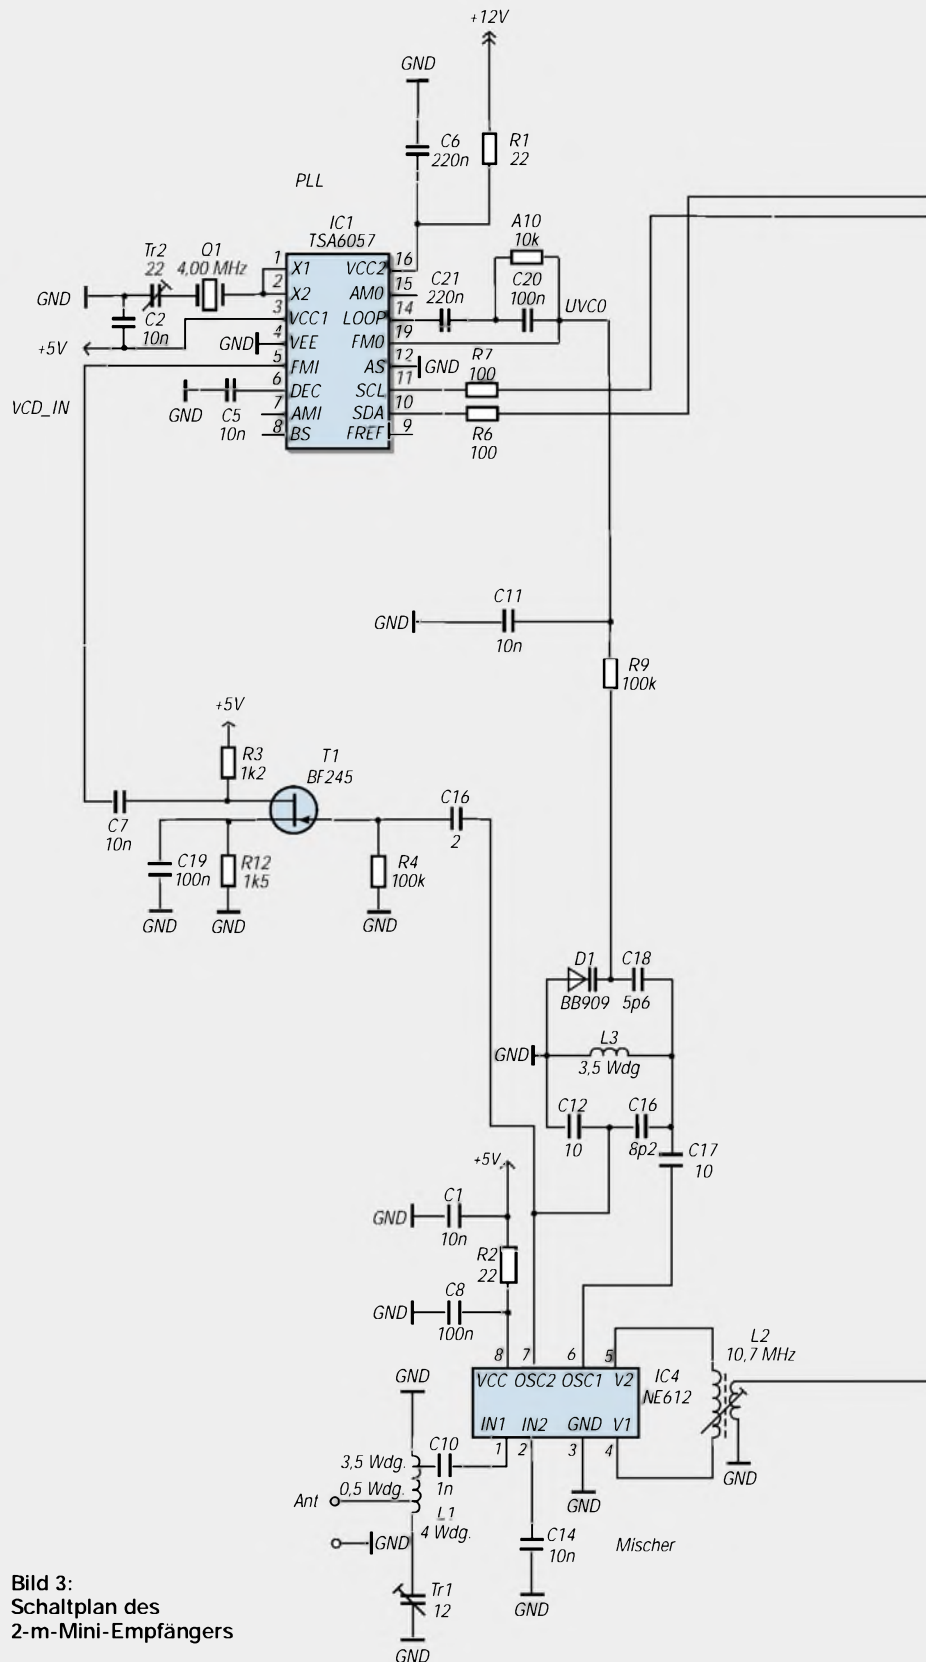 +12V
GND
C6
220n
R1
22
PLL
IC1
TSA6057
A10
10k
Tr2
22
Q1
4,00 MHz
1
X1
VCC2
16
2
X2
AM0
15
C21
220n
C20
100n
UVC0
GND
3
VCC1
LOOP
14
C2
10n
4
VEE
FM0
19
+5V
GND
5
FMI
AS
12
GND
R7
100
6
DEC
SCL
11
VCD_IN
GND
C5
10n
7
AMI
SDA
10
8
BS
FREF
9
R6
100
C11
GND
10n
R9
100k
+5V
R3
1k2
T1
BF245
C16
2
C7
10n
C19
100n
R12
1k5
R4
100k
GND
GND
GND
D1
BB909
C18
5p6
GND
L3
3,5 Wdg
C12
10
C16
8p2
C17
10
+5V
C1
GND
10n
R2
22
C8
GND
100n
8
7
6
5
L2
10,7 MHz
VCC
OSC2
OSC1
V2
IC4
NE612
IN1
IN2
GND
V1
1
2
3
4
GND
GND
3,5 Wdg.
C10
1n
GND
Ant
0,5 Wdg.
L1
4 Wdg.
GND
C14
10n
Mischer
Tr1
12
GND
GND
Bild 3:
Schaltplan des
2-m-Mini-Empfängers